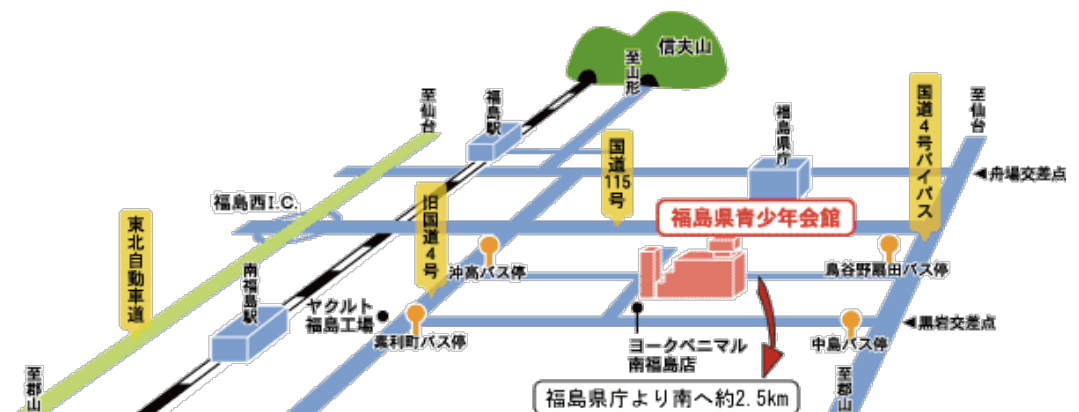 信夫山
至山形
至仙台
福島駅
福島県庁
国道4号バイパス
至仙台
国道115号
◀舟場交差点
福島西I.C.
旧国道4号
福島県青少年会館
東北自動車道
南福島駅
沖高バス停
鳥谷野扇田バス停
ヤクルト
福島工場
ヨークベニマル
南福島店
中島バス停
◀黒岩交差点
至郡山
至郡山
福島県庁より南へ約2.5km